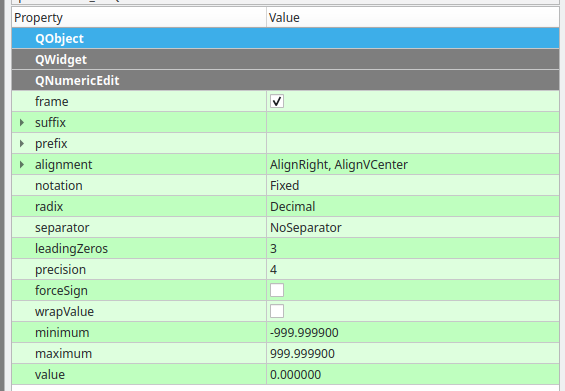 Property Value
QObject
QWidget
QNumericEdit
frame
suffix
prefix
alignment AlignRight, AlignVCenter
notation Fixed
radix Decimal
separator NoSeparator
leadingZeros 3
precision 4
forceSign
wrapValue
minimum -999.999900
maximum 999.999900
value 0.000000